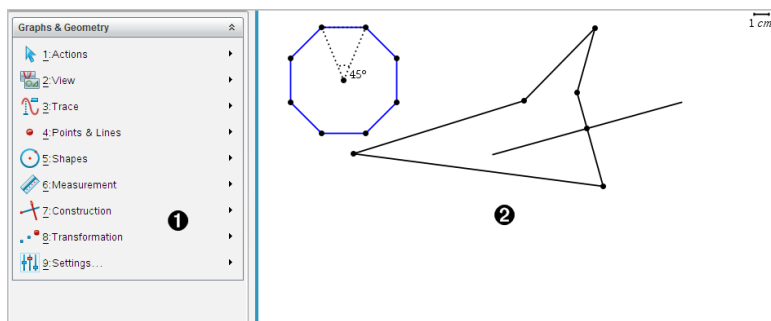 Graphs & Geometry
1:Actions
2:View
3:Trace
4:Points & Lines
5:Shapes
6:Measurement
7:Construction
8:Transformation
9:Settings...
❶
45°
1 cm
❷